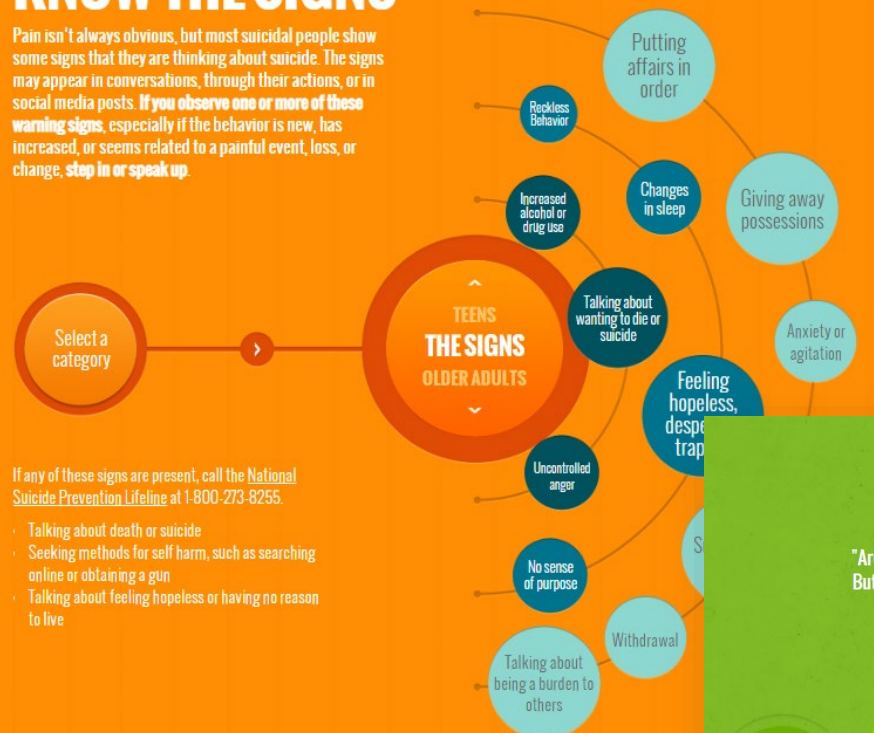 KNOW THE SIGNS
Pain isn't always obvious, but most suicidal people show
some signs that they are thinking about suicide. The signs
may appear in conversations, through their actions, or in
social media posts. If you observe one or more of these
warning signs, especially if the behavior is new, has
increased, or seems related to a painful event, loss, or
change, step in or speak up.
Select a
category
TEENS
THE SIGNS
OLDER ADULTS
Putting
affairs in
order
Reckless
Behavior
Changes
in sleep
Giving away
possessions
Increased
alcohol or
drug use
Talking about
wanting to die or
suicide
Anxiety or
agitation
Feeling
hopeless,
Uncontrolled
anger
No sense
of purpose
Withdrawal
Talking about
being a burden to
others
If any of these signs are present, call the National
Suicide Prevention Lifeline at 1-800-273-8255.
Talking about death or suicide
Seeking methods for self harm, such as searching
online or obtaining a gun
Talking about feeling hopeless or having no reason
to live